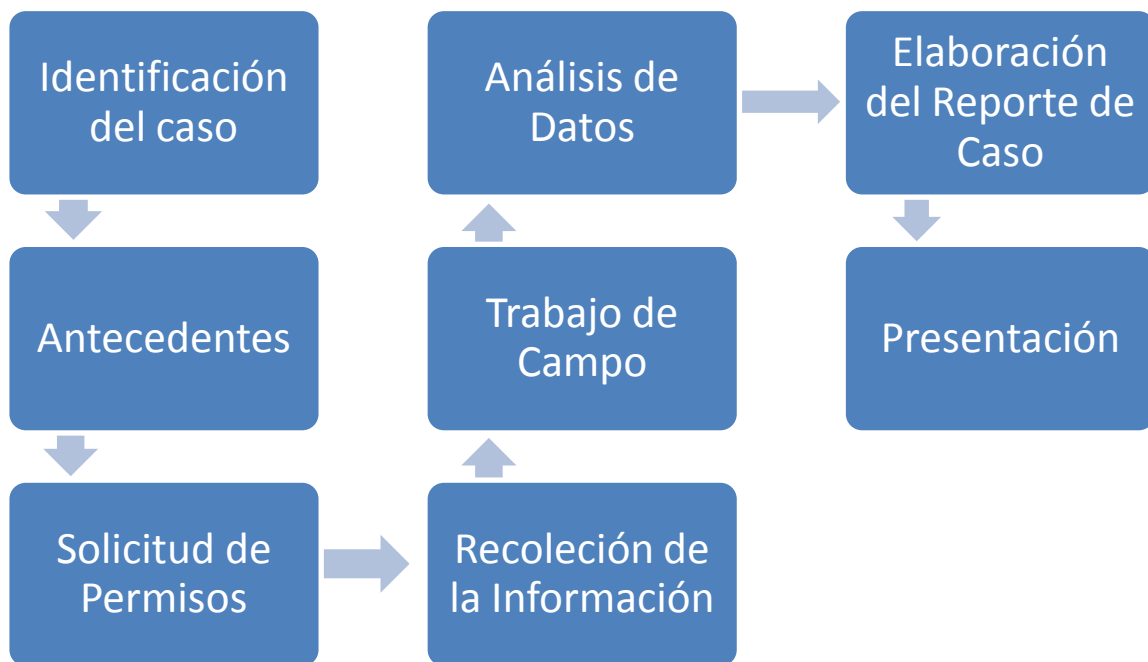 Identificación
del caso
Antecedentes
Solicitud de
Permisos
Recoleción de
la Información
Trabajo de
Campo
Análisis de
Datos
Elaboración
del Reporte de
Caso
Presentación